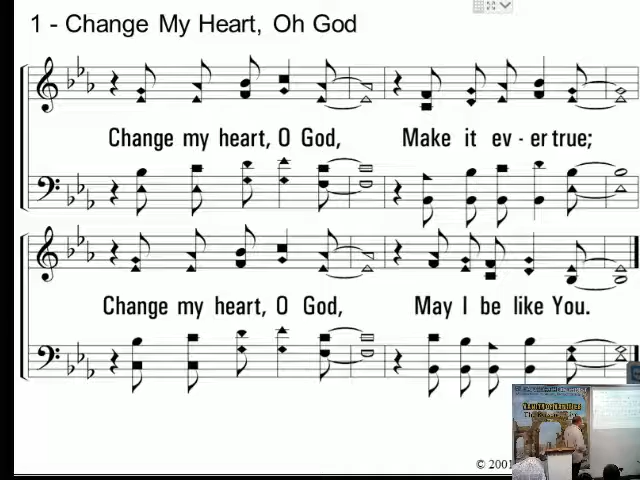 1 - Change My Heart, Oh God
Change my heart, O God, Make it ev - er true;
Change my heart, O God, May I be like You.
© 2001